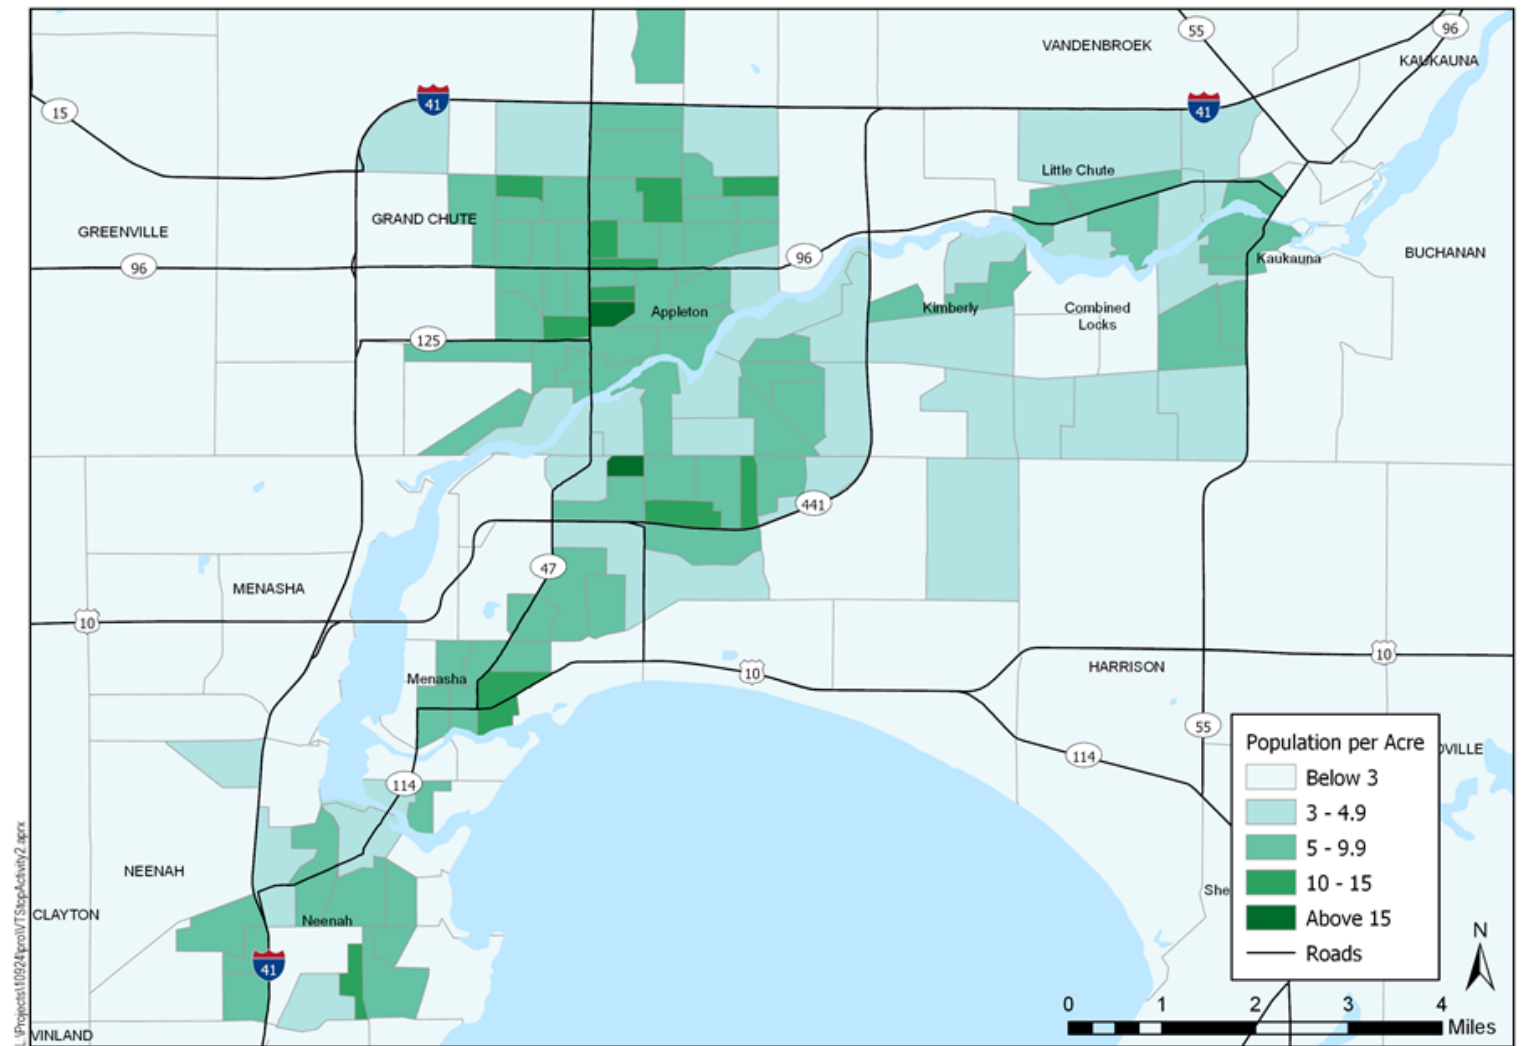 VANDENBROEK
55
96
KAUKAUNA
15
41
41
Little Chute
GREENVILLE
GRAND CHUTE
96
96
Kaukauna
BUCHANAN
Appleton
Kimberly
Combined
Locks
125
441
47
MENASHA
10
Menasha
10
HARRISON
10
55
114
114
NEENAH
CLAYTON
Neenah
41
VINLAND
OVILLE
She
Population per Acre
Below 3
3 - 4.9
5 - 9.9
10 - 15
Above 15
Roads
N
0 1 2 3 4
Miles